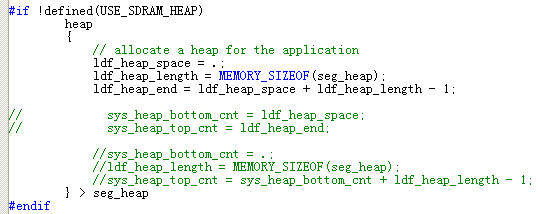 #if !defined(USE_SDRAM_HEAP)
heap
{
// allocate a heap for the application
ldf_heap_space = .;
ldf_heap_length = MEMORY_SIZEOF(seg_heap);
ldf_heap_end = ldf_heap_space + ldf_heap_length - 1;
// sys_heap_bottom_cnt = ldf_heap_space;
// sys_heap_top_cnt = ldf_heap_end;
//sys_heap_bottom_cnt = .;
//ldf_heap_length = MEMORY_SIZEOF(seg_heap);
//sys_heap_top_cnt = sys_heap_bottom_cnt + ldf_heap_length - 1;
} > seg_heap
#endif